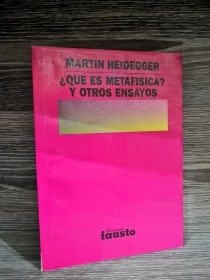 MARTIN HEIDEGGER
¿QUE ES METAFISICA?
Y OTROS ENSAYOS
fausto